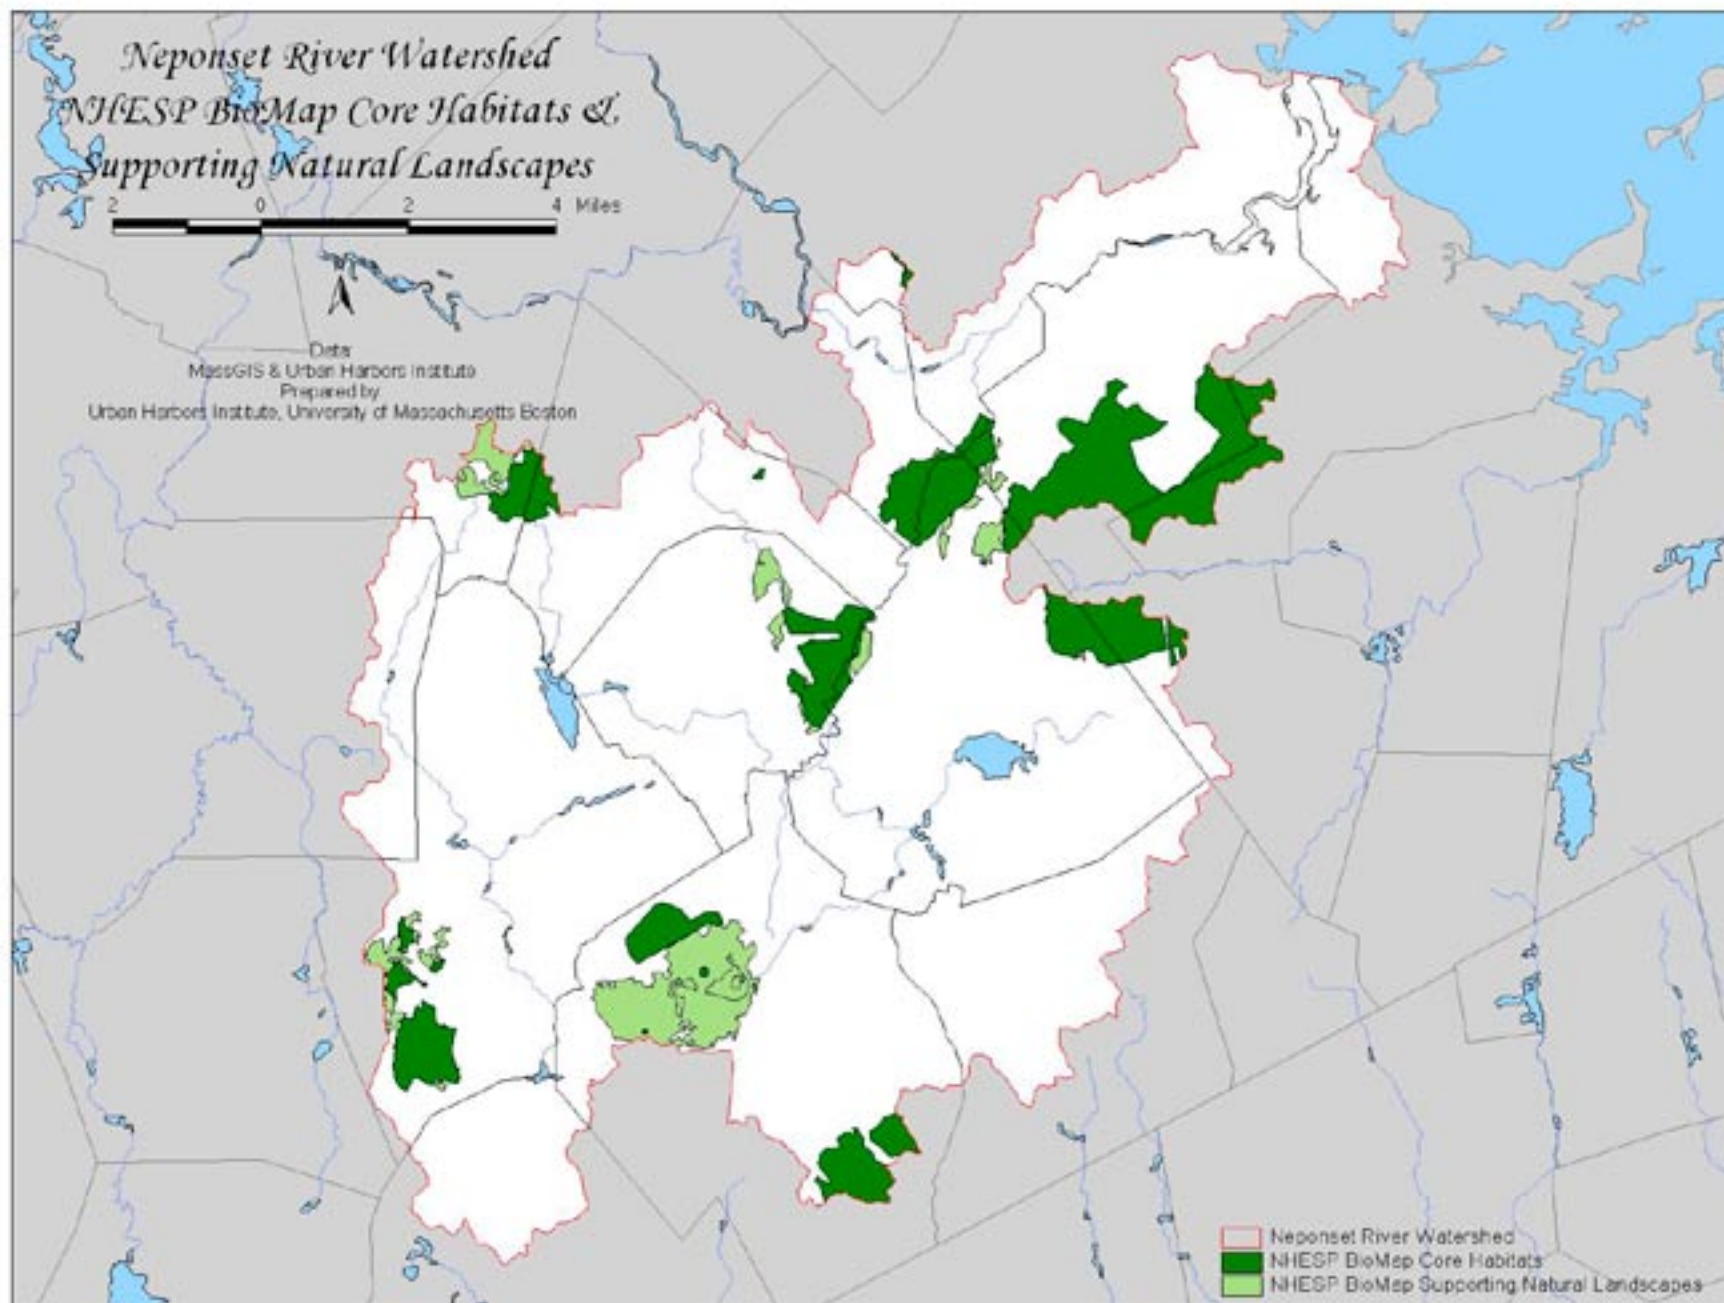 Neponset River Watershed
NHESP BioMap Core Habitats &
Supporting Natural Landscapes
2 0 2 4 Miles
Data:
MassGIS & Urban Harbors Institute
Prepared by
Urban Harbors Institute, University of Massachusetts Boston
Neponset River Watershed
NHESP BioMap Core Habitats
NHESP BioMap Supporting Natural Landscapes